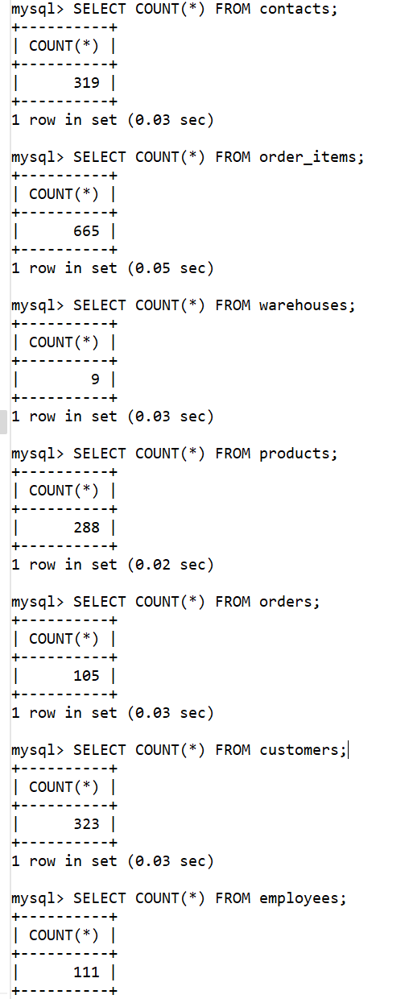 mysql> SELECT COUNT(*) FROM contacts;
+----------+
| COUNT(*) |
+----------+
|      319 |
+----------+
1 row in set (0.03 sec)

mysql> SELECT COUNT(*) FROM order_items;
+----------+
| COUNT(*) |
+----------+
|      665 |
+----------+
1 row in set (0.05 sec)

mysql> SELECT COUNT(*) FROM warehouses;
+----------+
| COUNT(*) |
+----------+
|        9 |
+----------+
1 row in set (0.03 sec)

mysql> SELECT COUNT(*) FROM products;
+----------+
| COUNT(*) |
+----------+
|      288 |
+----------+
1 row in set (0.02 sec)

mysql> SELECT COUNT(*) FROM orders;
+----------+
| COUNT(*) |
+----------+
|      105 |
+----------+
1 row in set (0.03 sec)

mysql> SELECT COUNT(*) FROM customers;
+----------+
| COUNT(*) |
+----------+
|      323 |
+----------+
1 row in set (0.03 sec)

mysql> SELECT COUNT(*) FROM employees;
+----------+
| COUNT(*) |
+----------+
|      111 |
+----------+